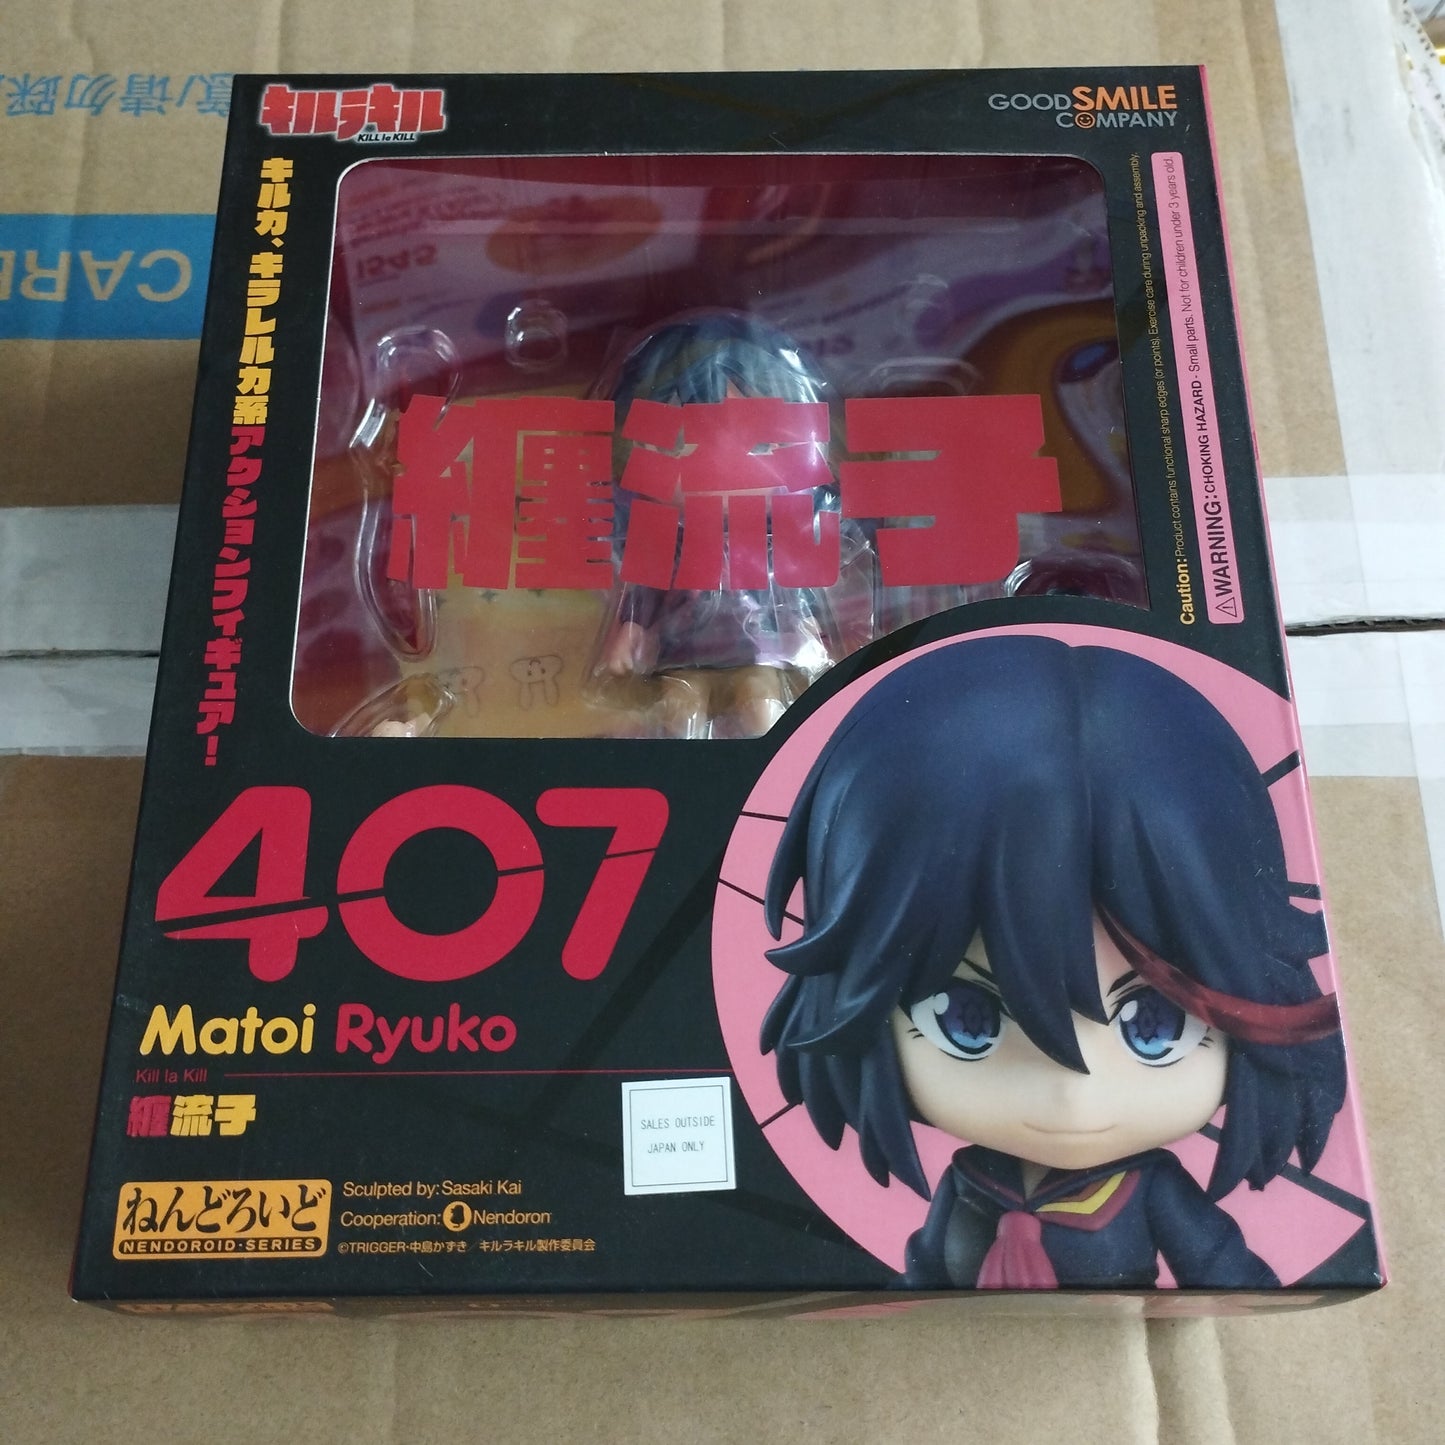 キルラキル
KILL la KILL
GOOD SMILE
COMPANY
キルカ、キラレルカ系アクションフィギュア!
纏流子
Caution: Product contains functional sharp edges (or points). Exercise care during unpacking and assembly.
⚠WARNING: CHOKING HAZARD - Small parts. Not for children under 3 years old.
407
Matoi Ryuko
Kill la Kill
纏流子
SALES OUTSIDE
JAPAN ONLY
ねんどろいど
NENDOROID·SERIES
Sculpted by: Sasaki Kai
Cooperation: Nendoron
©TRIGGER・中島かずき キルラキル製作委員会
请勿踩
CAR